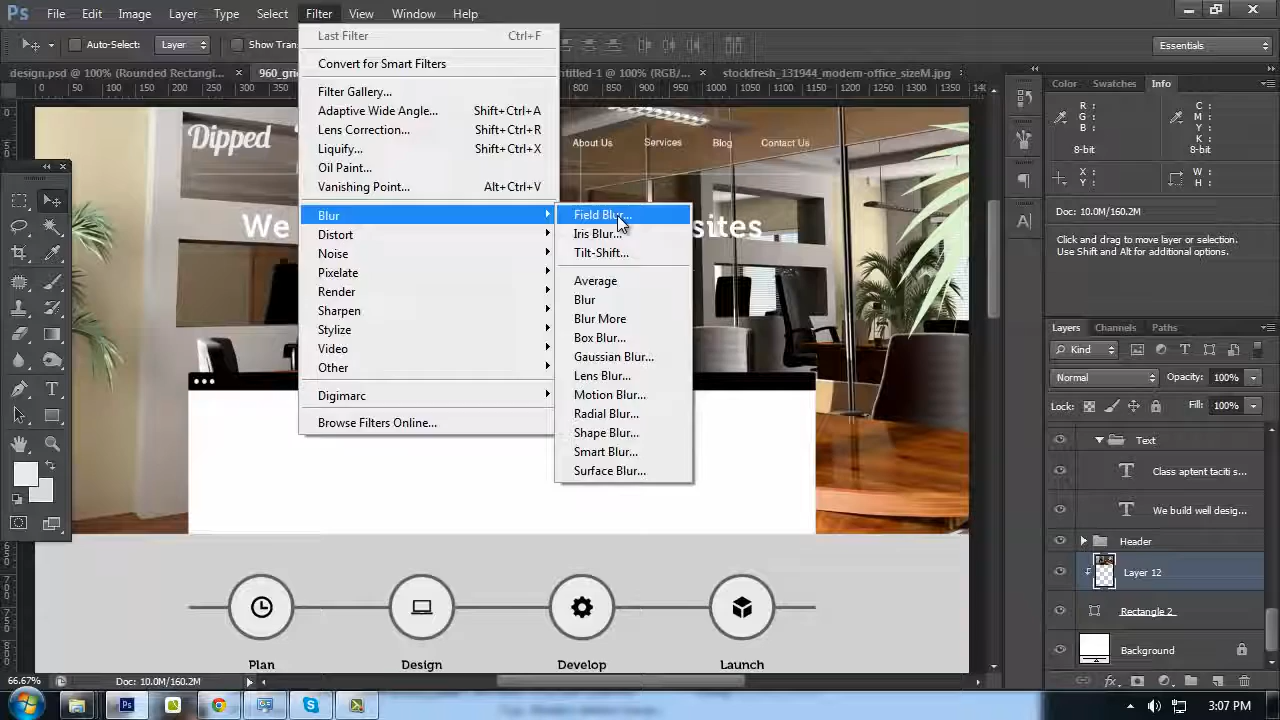 Ps File Edit Image Layer Type Select Filter View Window Help
Auto-Select: Layer Show Essentials
design.psd @ 100% (Rounded Rectangl... × @ 100% (RGB/... × stockfresh_131944_modern-office_sizeM.jpg ×
0 50 100 150 200 250 300 800 850 900 950 1000 1050 1100 1150 1200 1250 1300 1350
Last Filter Ctrl+F
Convert for Smart Filters
Filter Gallery...
Adaptive Wide Angle... Shift+Ctrl+A
Lens Correction... Shift+Ctrl+R
Liquify... Shift+Ctrl+X
Oil Paint...
Vanishing Point... Alt+Ctrl+V
Blur
Distort
Noise
Pixelate
Render
Sharpen
Stylize
Video
Other
Digimarc
Browse Filters Online...
Field Blur...
Iris Blur...
Tilt-Shift...
Average
Blur
Blur More
Box Blur...
Gaussian Blur...
Lens Blur...
Motion Blur...
Radial Blur...
Shape Blur...
Smart Blur...
Surface Blur...
Dipped
About Us Services Blog Contact Us
We sites
Plan Design Develop Launch
Color Swatches Info
R : C :
G : M :
B : Y :
K :
8-bit 8-bit
X : W :
Y : H :
Doc: 10.0M/160.2M
Click and drag to move layer or selection.
Use Shift and Alt for additional options.
Layers Channels Paths
Kind
Normal Opacity: 100%
Lock: Fill: 100%
Text
Class aptent taciti s...
We build well desig...
Header
Layer 12
Rectangle 2
Background
66.67% Doc: 10.0M/160.2M
3:07 PM